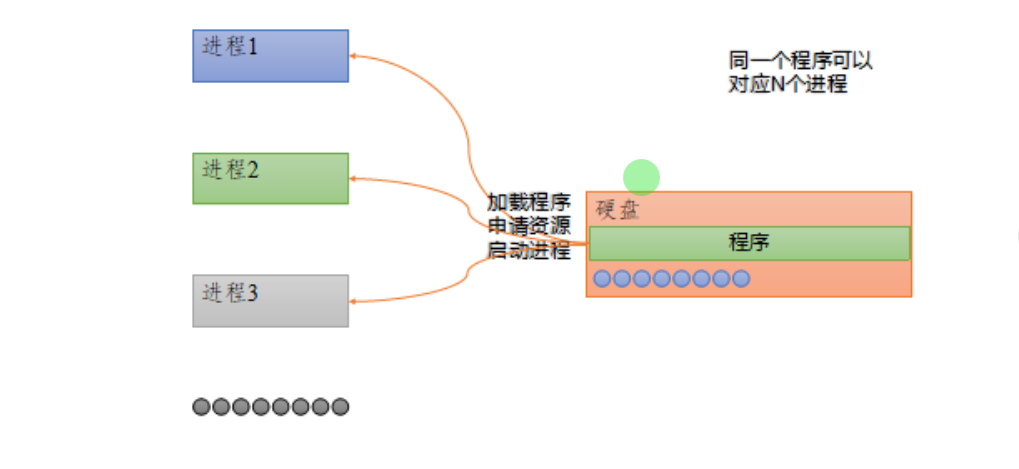 进程1
同一个程序可以
对应N个进程
进程2
加载程序
申请资源
启动进程
硬盘
程序
进程3